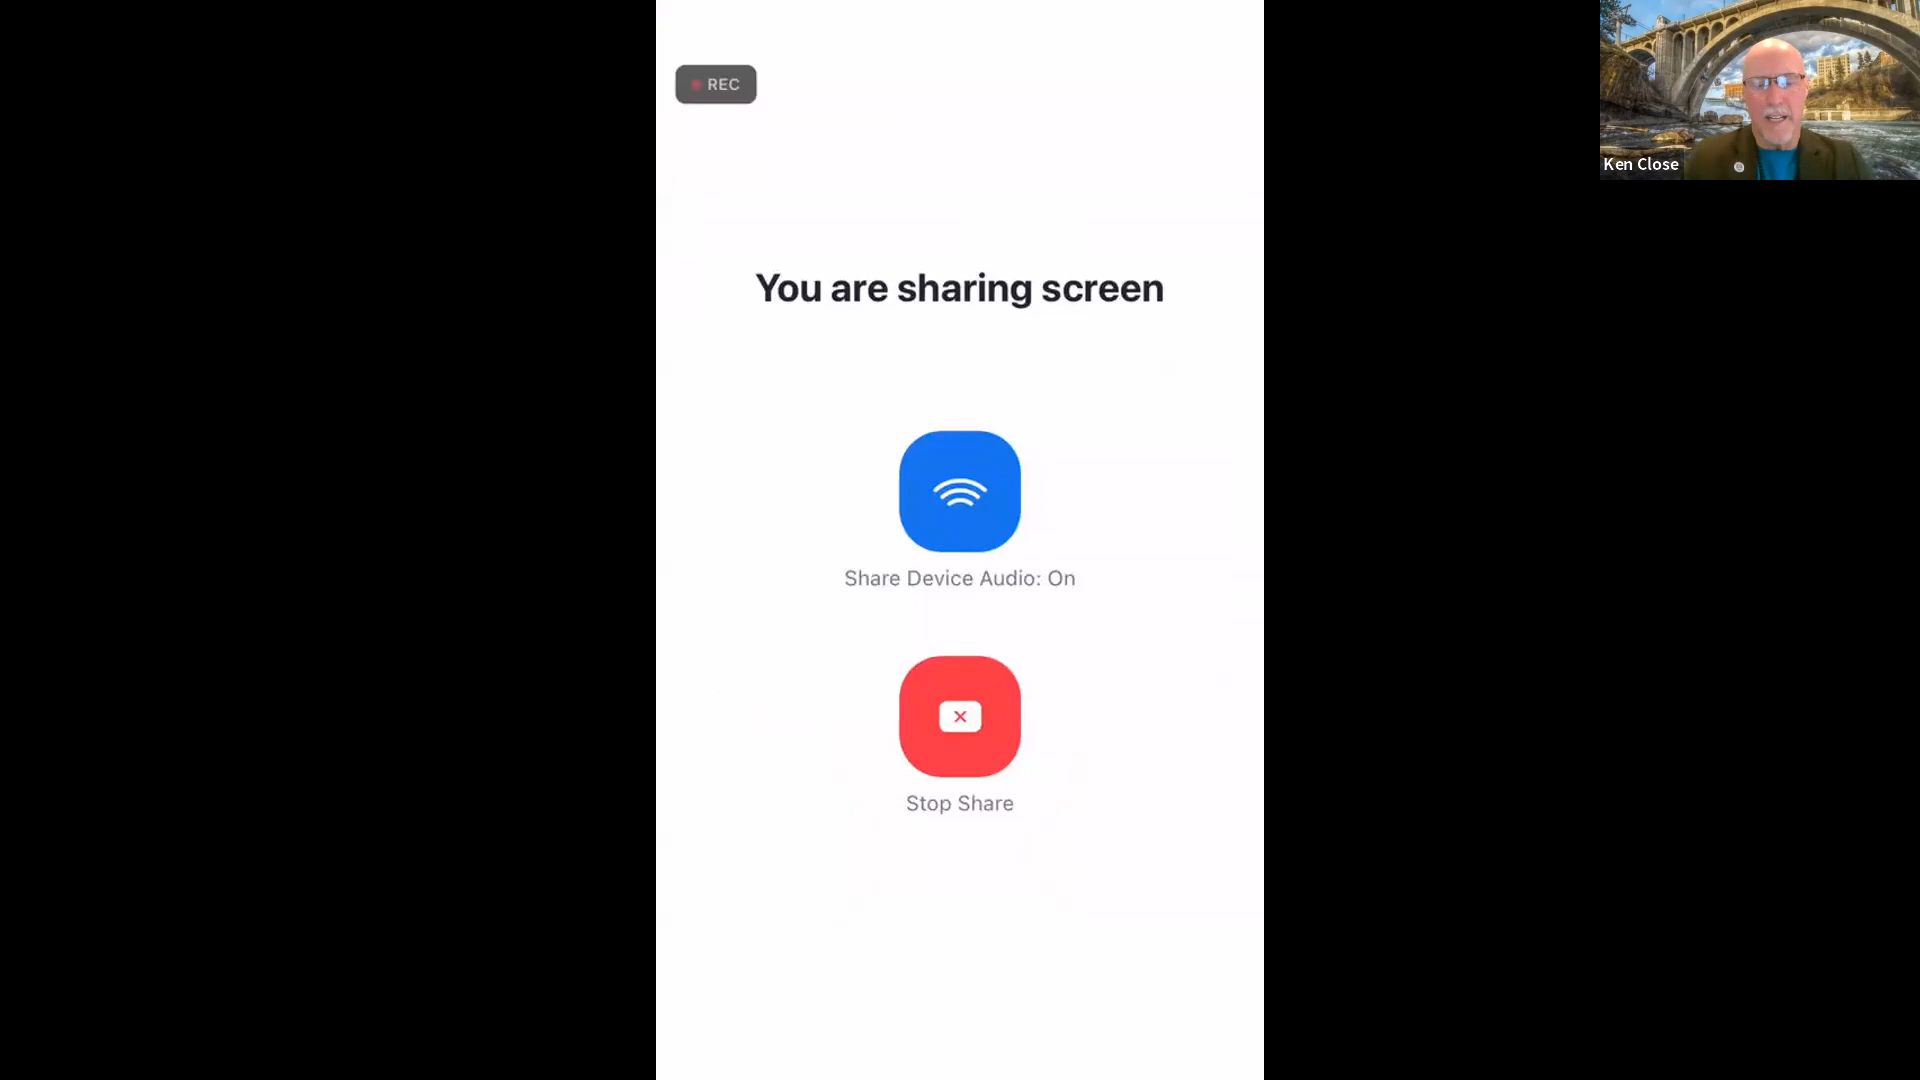 REC
You are sharing screen
Share Device Audio: On
Stop Share
Ken Close